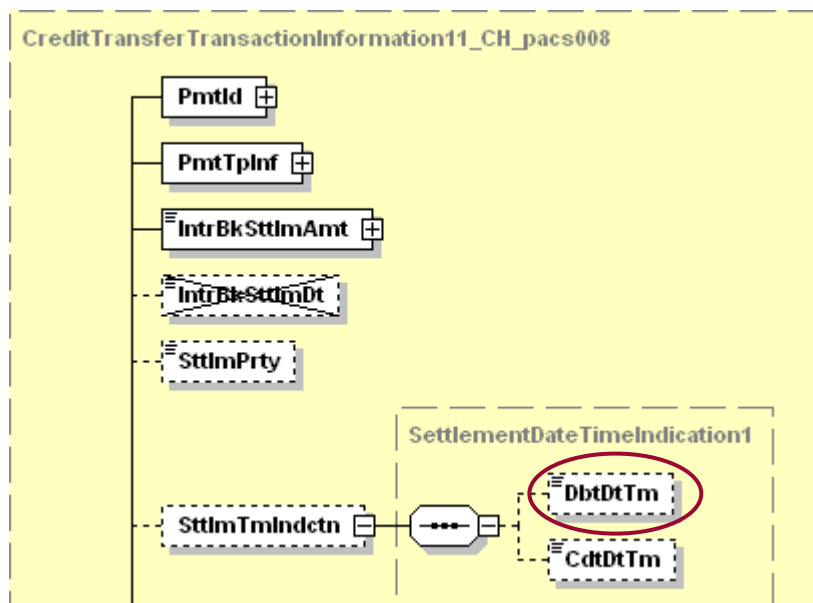 CreditTransferTransactionInformation11_CH_pacs008
PmtId
PmtTpInf
IntrBkSttlmAmt
IntrBkSttlmDt
SttlmPrty
SettlementDateTimeIndication1
DbtDtTm
SttlmTmIndctn
CdtDtTm